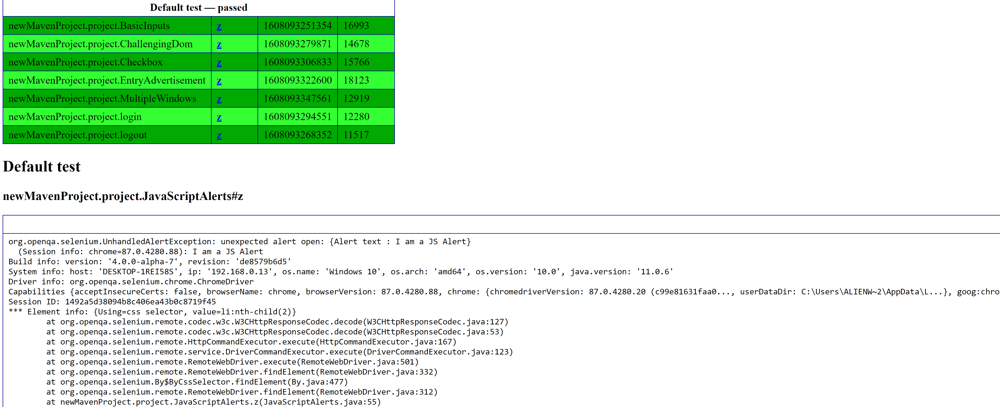 Default test — passed
newMavenProject.project.BasicInputs z 1608093251354 16993
newMavenProject.project.ChallengingDom z 1608093279871 14678
newMavenProject.project.Checkbox z 1608093306833 15766
newMavenProject.project.EntryAdvertisement z 1608093322600 18123
newMavenProject.project.MultipleWindows z 1608093347561 12919
newMavenProject.project.login z 1608093294551 12280
newMavenProject.project.logout z 1608093268352 11517
Default test
newMavenProject.project.JavaScriptAlerts#z
org.openqa.selenium.UnhandledAlertException: unexpected alert open: {Alert text : I am a JS Alert}
(Session info: chrome=87.0.4280.88): I am a JS Alert
Build info: version: '4.0.0-alpha-7', revision: 'de8579b6d5'
System info: host: 'DESKTOP-1REI58S', ip: '192.168.0.13', os.name: 'Windows 10', os.arch: 'amd64', os.version: '10.0', java.version: '11.0.6'
Driver info: org.openqa.selenium.chrome.ChromeDriver
Capabilities {acceptInsecureCerts: false, browserName: chrome, browserVersion: 87.0.4280.88, chrome: {chromedriverVersion: 87.0.4280.20 (c99e81631faa0..., userDataDir: C:\Users\ALIENW~2\AppData\L...}, goog:chro
Session ID: 1492a5d38094b8c406ea43b0c8719f45
*** Element info: {Using=css selector, value=li:nth-child(2)}
at org.openqa.selenium.remote.codec.w3c.W3CHttpResponseCodec.decode(W3CHttpResponseCodec.java:127)
at org.openqa.selenium.remote.codec.w3c.W3CHttpResponseCodec.decode(W3CHttpResponseCodec.java:53)
at org.openqa.selenium.remote.HttpCommandExecutor.execute(HttpCommandExecutor.java:167)
at org.openqa.selenium.remote.service.DriverCommandExecutor.execute(DriverCommandExecutor.java:123)
at org.openqa.selenium.remote.RemoteWebDriver.execute(RemoteWebDriver.java:501)
at org.openqa.selenium.remote.RemoteWebDriver.findElement(RemoteWebDriver.java:332)
at org.openqa.selenium.By$ByCssSelector.findElement(By.java:477)
at org.openqa.selenium.remote.RemoteWebDriver.findElement(RemoteWebDriver.java:312)
at newMavenProject.project.JavaScriptAlerts.z(JavaScriptAlerts.java:55)